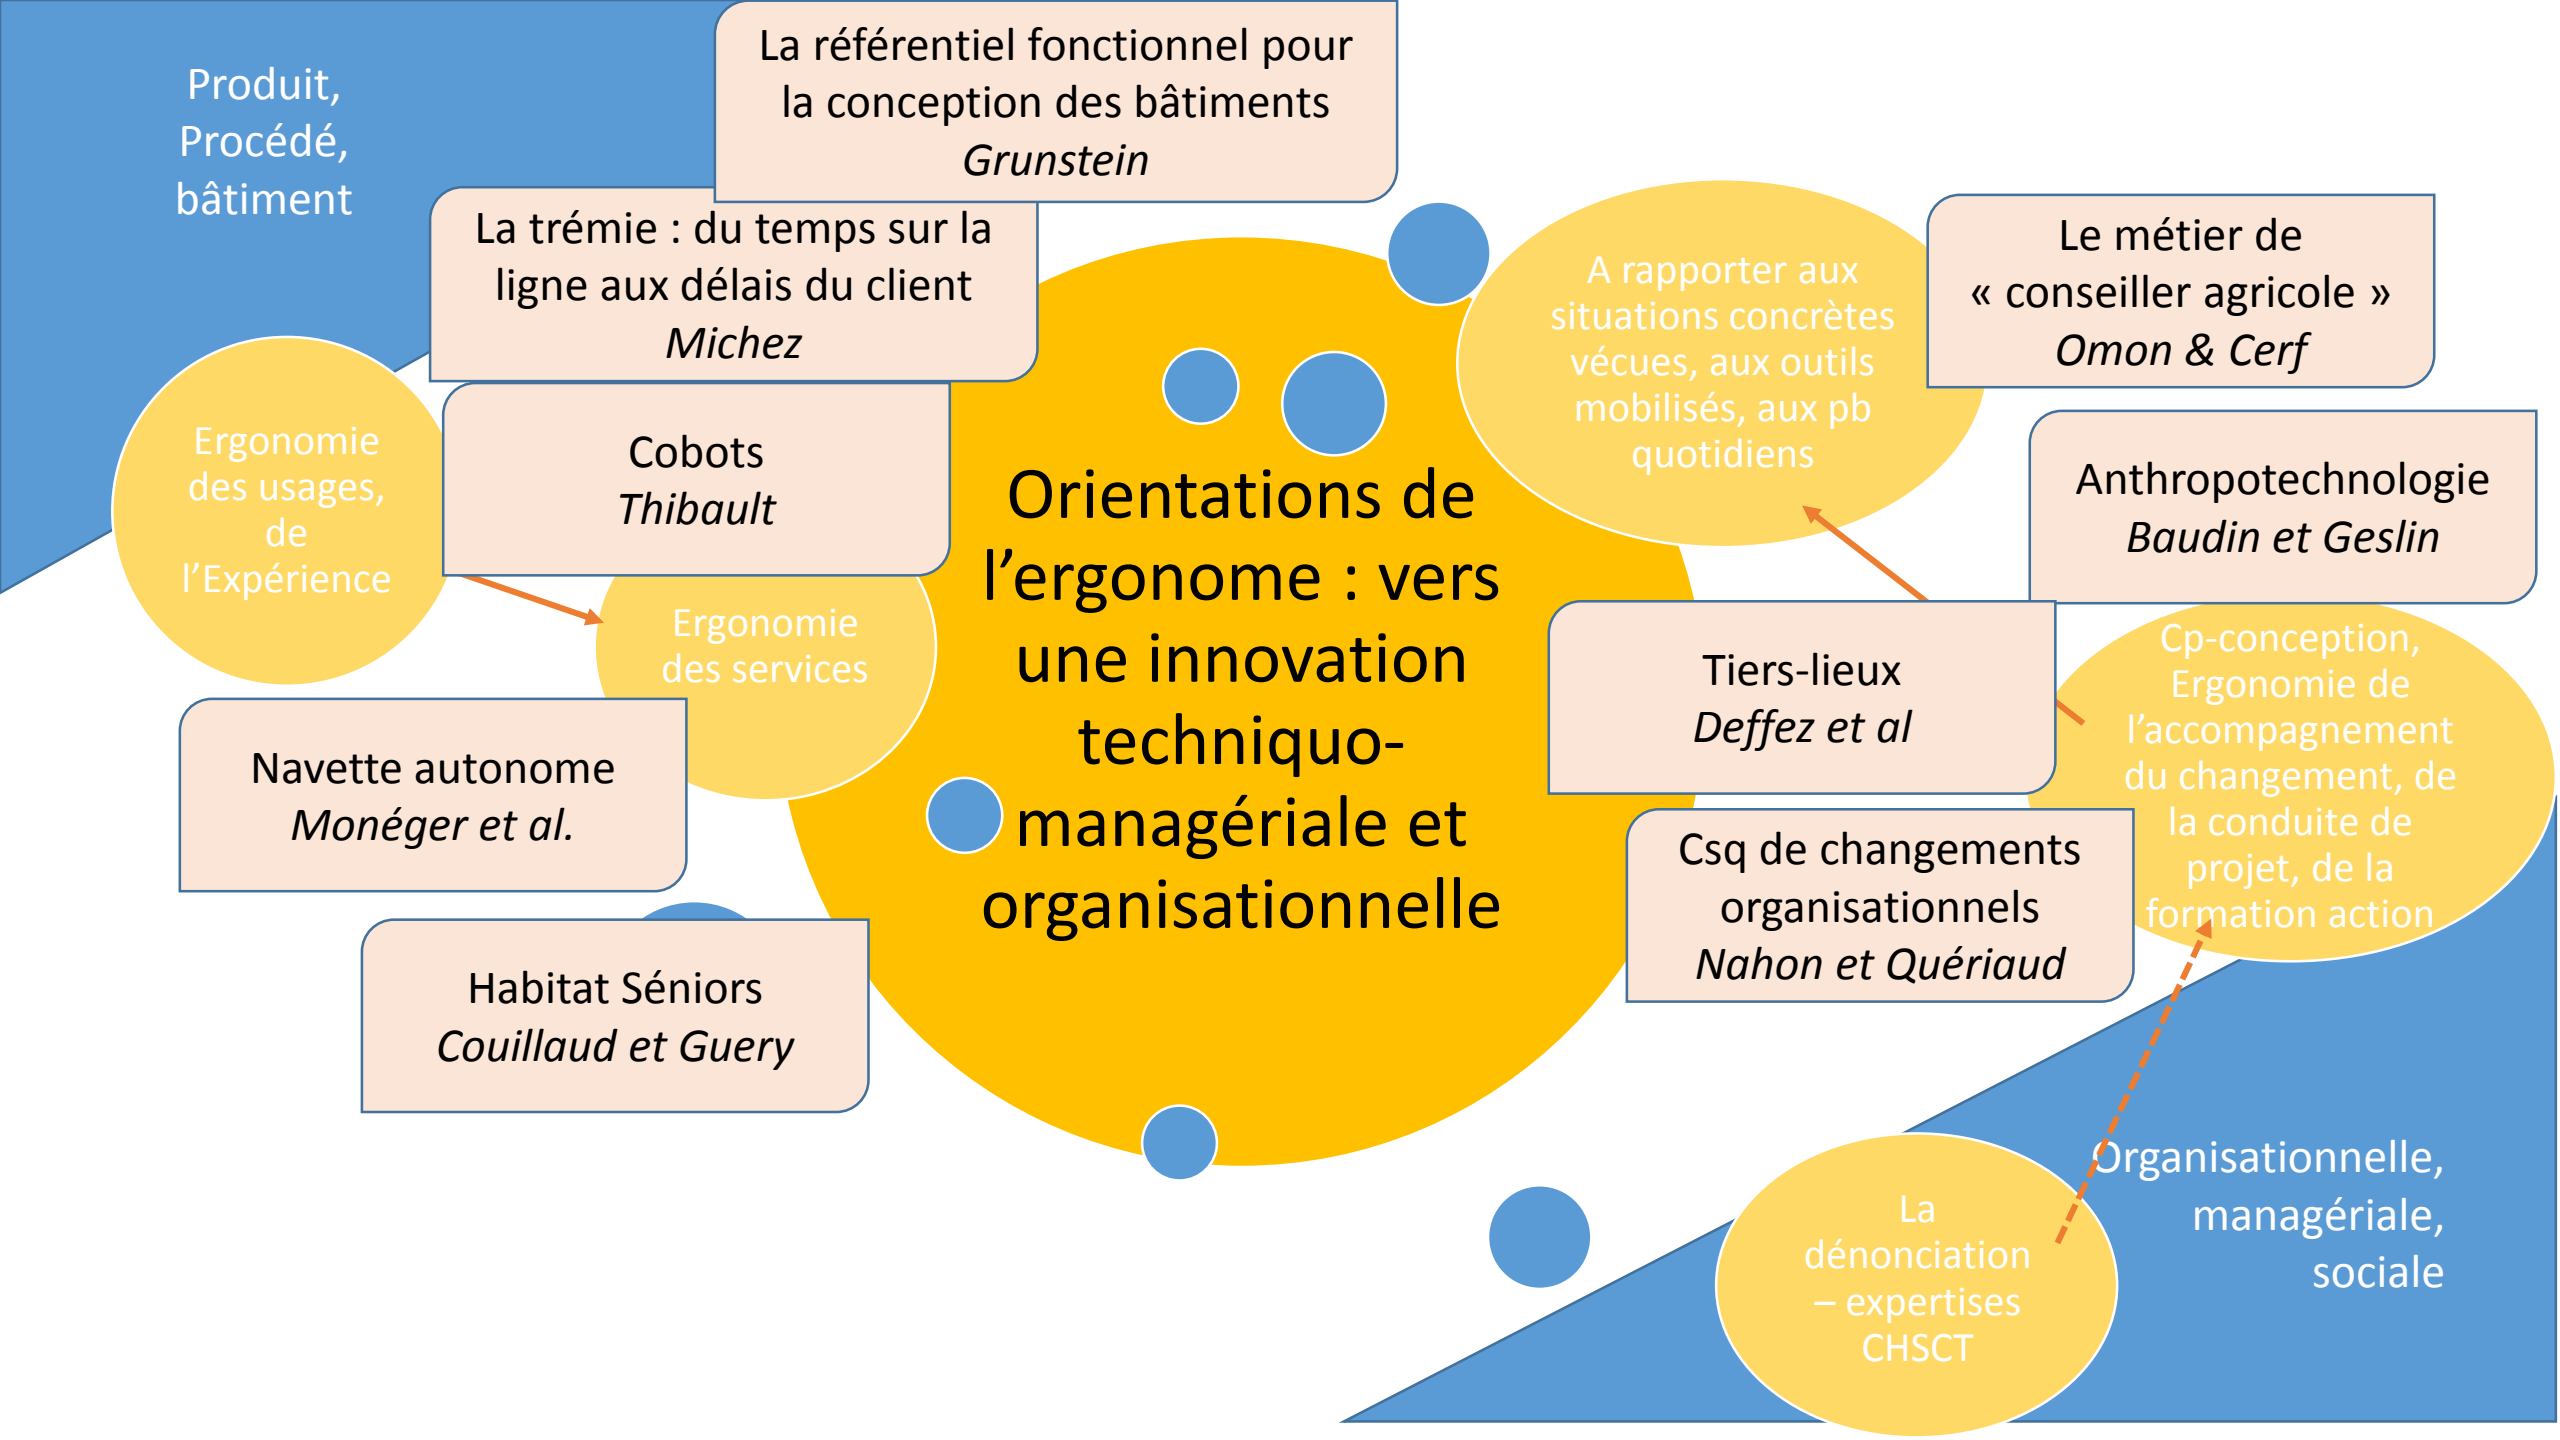 Produit,
Procédé,
bâtiment
La référentiel fonctionnel pour
la conception des bâtiments
Grunstein
La trémie : du temps sur la
ligne aux délais du client
Michez
Cobots
Thibault
Ergonomie
des usages,
de
l’Expérience
Ergonomie
des services
Navette autonome
Monéger et al.
Habitat Séniors
Couillaud et Guery
Orientations de
l’ergonome : vers
une innovation
techniquo-
managériale et
organisationnelle
A rapporter aux
situations concrètes
vécues, aux outils
mobilisés, aux pb
quotidiens
Le métier de
« conseiller agricole »
Omon & Cerf
Anthropotechnologie
Baudin et Geslin
Tiers-lieux
Deffez et al
Cp-conception,
Ergonomie de
l’accompagnement
du changement, de
la conduite de
projet, de la
formation action
Csq de changements
organisationnels
Nahon et Quériaud
Organisationnelle,
managériale,
sociale
La
dénonciation
– expertises
CHSCT